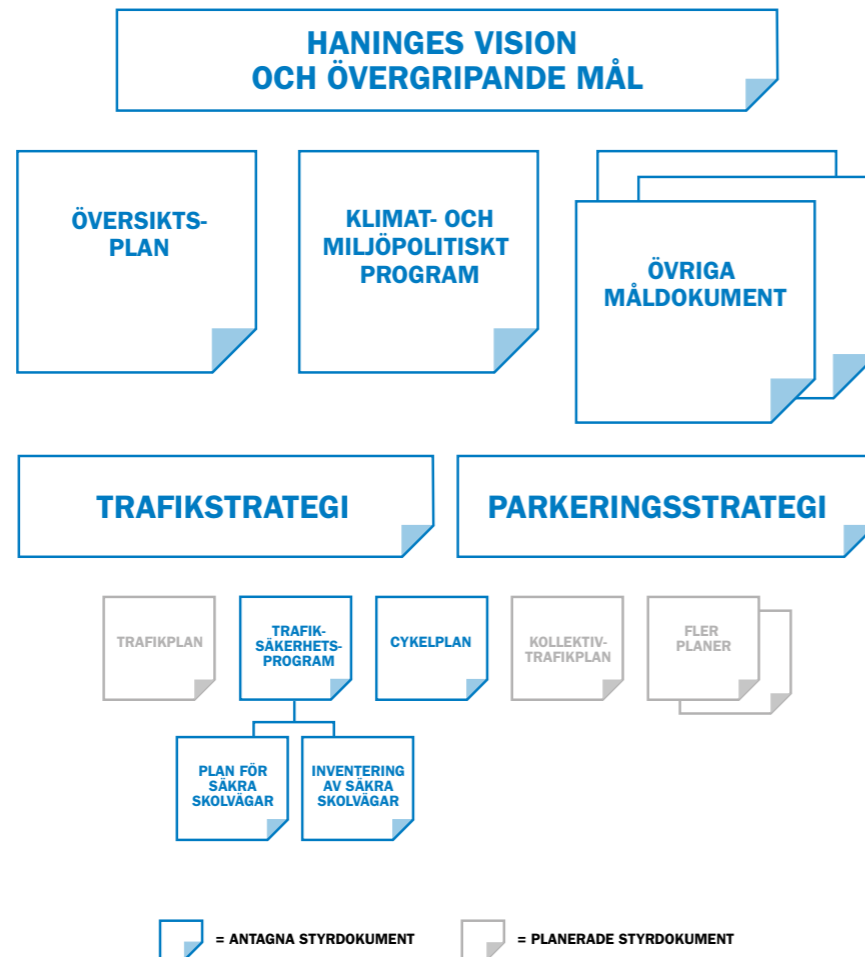 HANINGES VISION
OCH ÖVERGRIPANDE MÅL
ÖVERSIKTS-
PLAN
KLIMAT- OCH
MILJÖPOLITISKT
PROGRAM
ÖVRIGA
MÅLDOKUMENT
TRAFIKSTRATEGI
PARKERINGSSTRATEGI
TRAFIKPLAN
TRAFIK-
SÄKERHETS-
PROGRAM
CYKELPLAN
KOLLEKTIV-
TRAFIKPLAN
FLER
PLANER
PLAN FÖR
SÄKRA
SKOLVÄGAR
INVENTERING
AV SÄKRA
SKOLVÄGAR
= ANTAGNA STYRDOKUMENT
= PLANERADE STYRDOKUMENT